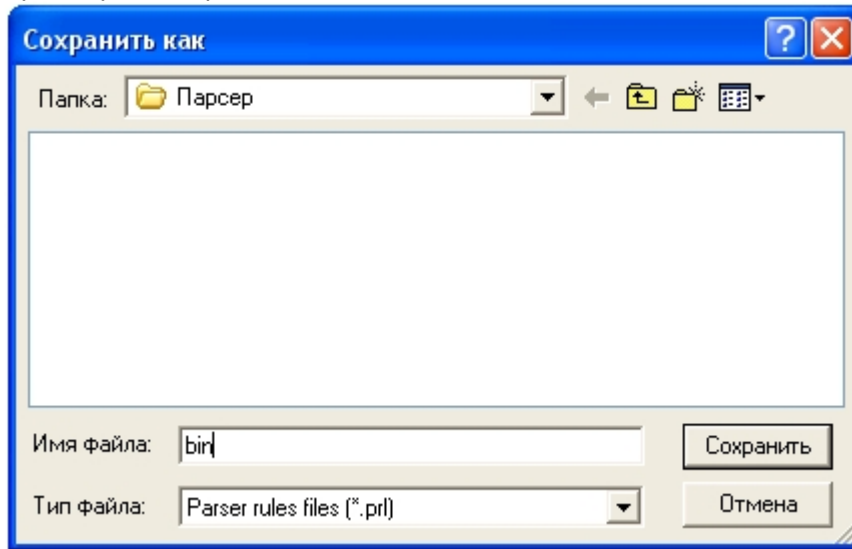 Сохранить как
Папка: Парсер
Имя файла: bin Сохранить
Тип файла: Parser rules files (*.prl) Отмена